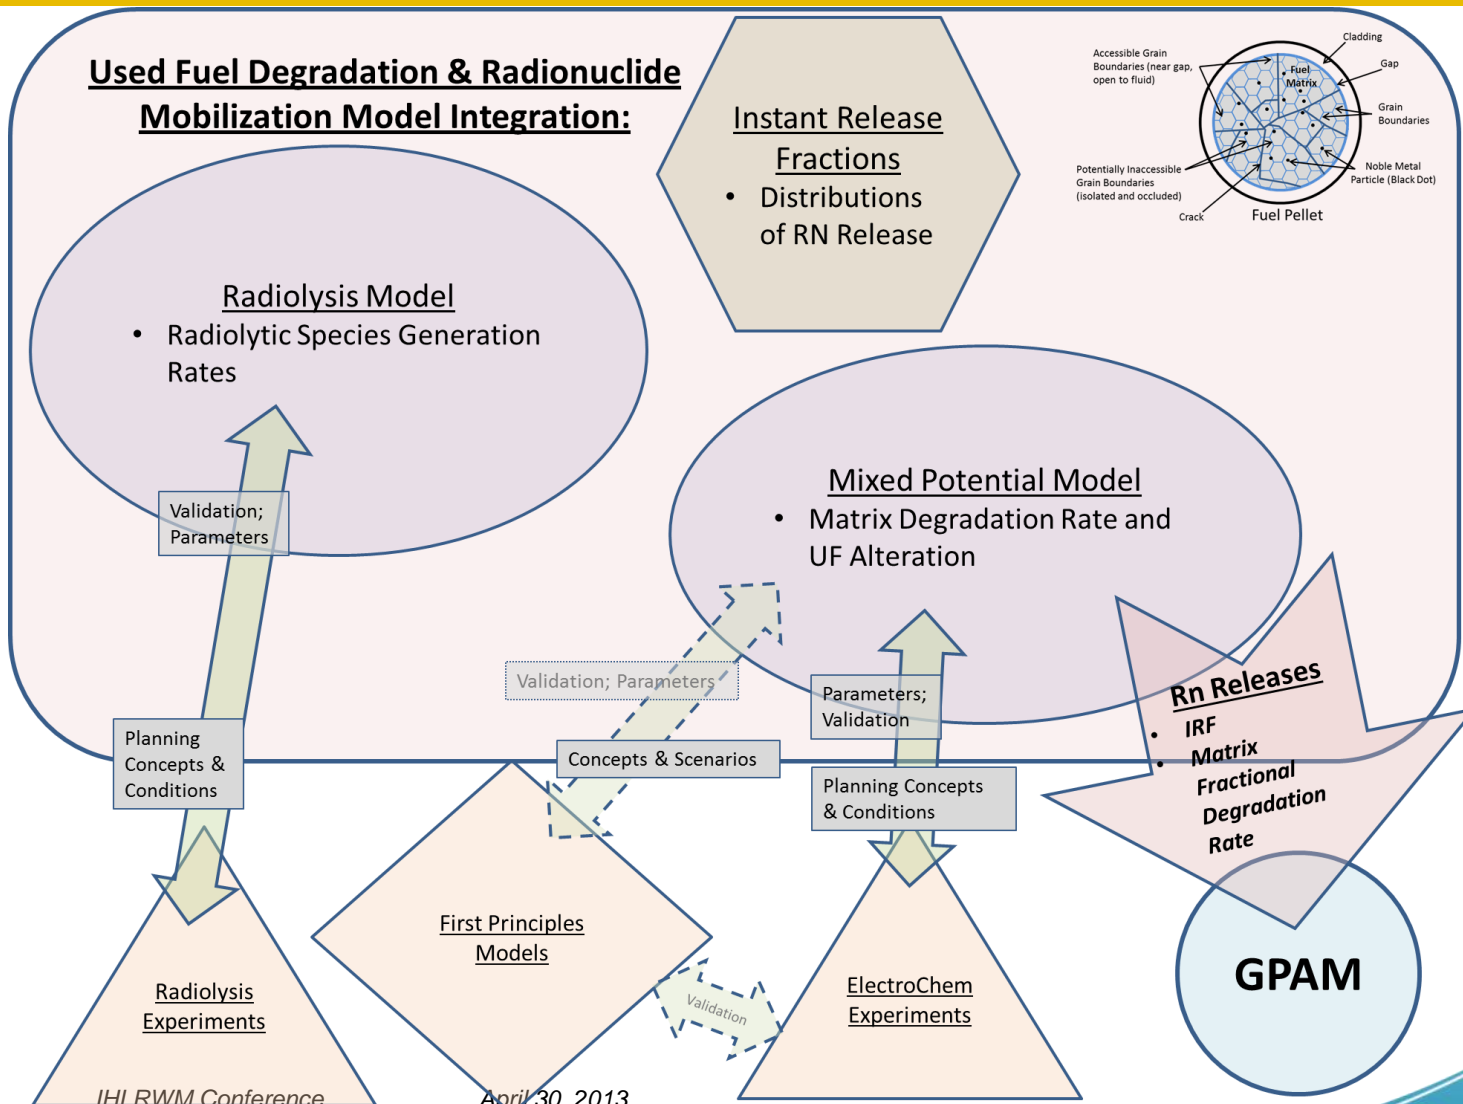 Used Fuel Degradation & Radionuclide
Mobilization Model Integration:
Instant Release
Fractions
• Distributions
of RN Release
Accessible Grain
Boundaries (near gap,
open to fluid)
Cladding
Gap
Fuel
Matrix
Grain
Boundaries
Potentially Inaccessible
Grain Boundaries
(isolated and occluded)
Noble Metal
Particle (Black Dot)
Crack
Fuel Pellet
Radiolysis Model
• Radiolytic Species Generation
Rates
Mixed Potential Model
• Matrix Degradation Rate and
UF Alteration
Validation;
Parameters
Validation; Parameters
Parameters;
Validation
Rn Releases
• IRF
• Matrix
Fractional
Degradation
Rate
Planning
Concepts &
Conditions
Concepts & Scenarios
Planning Concepts
& Conditions
First Principles
Models
Radiolysis
Experiments
Validation
ElectroChem
Experiments
GPAM
IHLRWM Conference
April 30, 2013